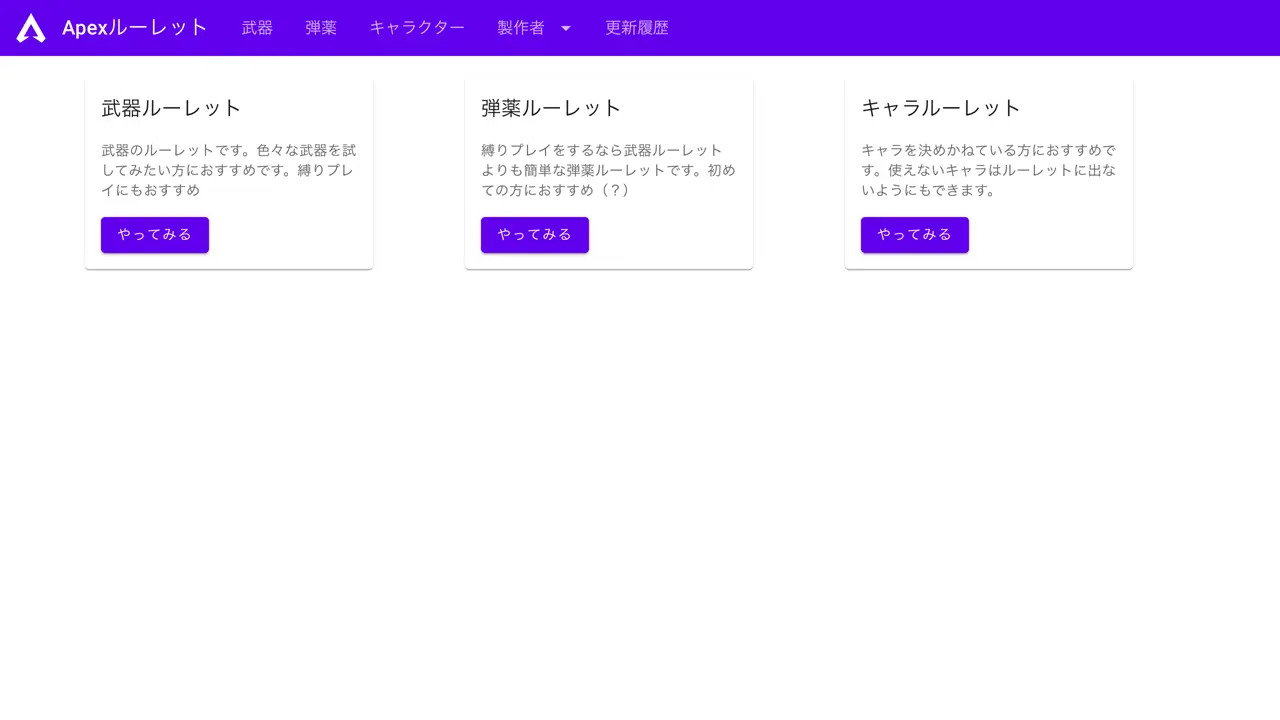 Apexルーレット 武器 弾薬 キャラクター 製作者 更新履歴
武器ルーレット
武器のルーレットです。色々な武器を試
してみたい方におすすめです。縛りプレ
イにもおすすめ
やってみる
弾薬ルーレット
縛りプレイをするなら武器ルーレット
よりも簡単な弾薬ルーレットです。初め
ての方におすすめ（？）
やってみる
キャラルーレット
キャラを決めかねている方におすすめで
す。使えないキャラはルーレットに出な
いようにもできます。
やってみる